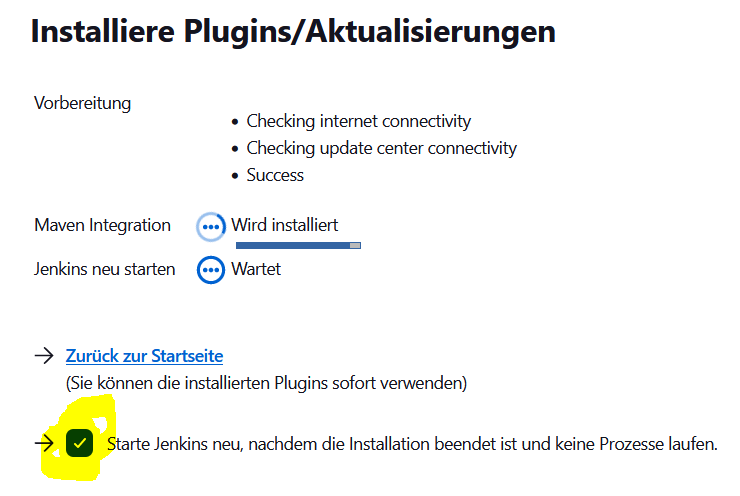 Installiere Plugins/Aktualisierungen
Vorbereitung
• Checking internet connectivity
• Checking update center connectivity
• Success
Maven Integration Wird installiert
Jenkins neu starten Wartet
Zurück zur Startseite
(Sie können die installierten Plugins sofort verwenden)
Starte Jenkins neu, nachdem die Installation beendet ist und keine Prozesse laufen.